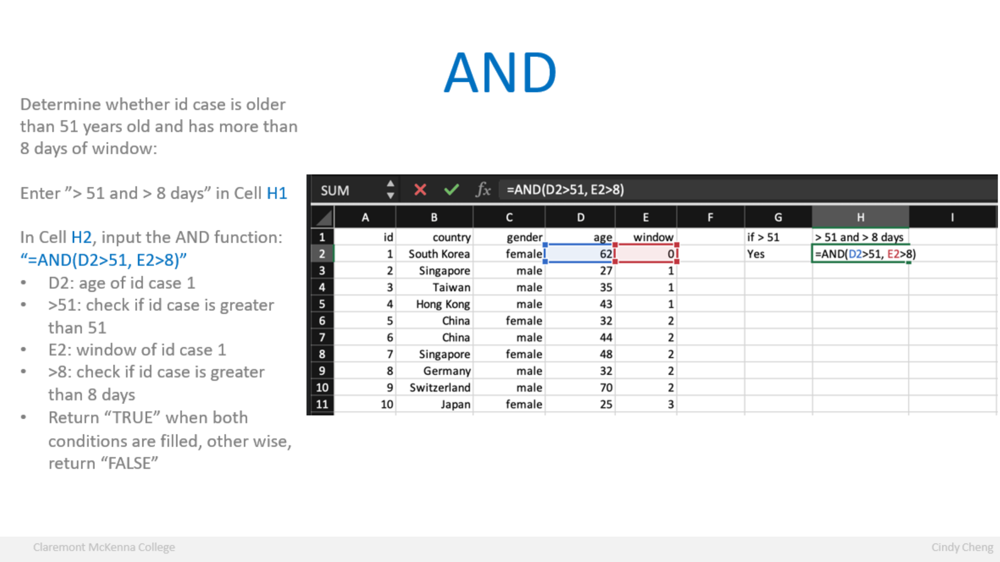 AND
Determine whether id case is older
than 51 years old and has more than
8 days of window:
Enter ”> 51 and > 8 days” in Cell H1
In Cell H2, input the AND function:
“=AND(D2>51, E2>8)”
• D2: age of id case 1
• >51: check if id case is greater
than 51
• E2: window of id case 1
• >8: check if id case is greater
than 8 days
• Return “TRUE” when both
conditions are filled, other wise,
return “FALSE”
SUM fx =AND(D2>51, E2>8)
A B C D E F G H I
1 id country gender age window if > 51 > 51 and > 8 days
2 1 South Korea female 62 0 Yes =AND(D2>51, E2>8)
3 2 Singapore male 27 1
4 3 Taiwan male 35 1
5 4 Hong Kong male 43 1
6 5 China female 32 2
7 6 China male 44 2
8 7 Singapore female 48 2
9 8 Germany male 32 2
10 9 Switzerland male 70 2
11 10 Japan female 25 3
Claremont McKenna College
Cindy Cheng